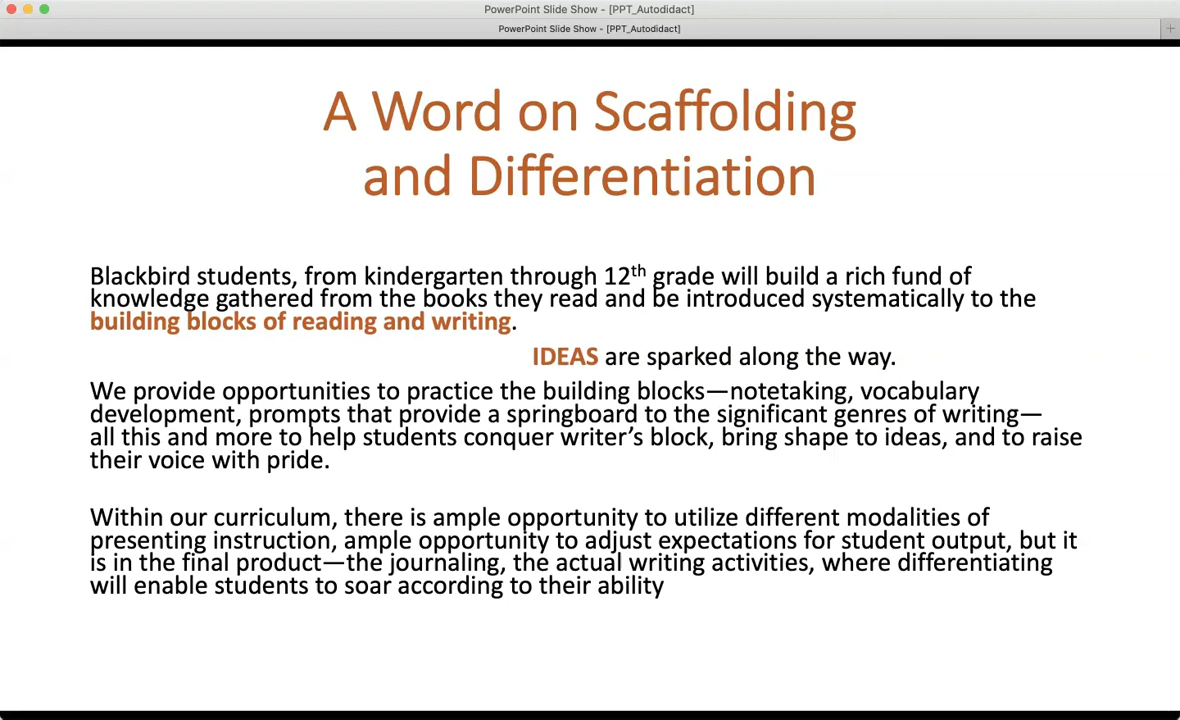 PowerPoint Slide Show - [PPT_Autodidact]
PowerPoint Slide Show - [PPT_Autodidact]
A Word on Scaffolding
and Differentiation
Blackbird students, from kindergarten through 12th grade will build a rich fund of
knowledge gathered from the books they read and be introduced systematically to the
building blocks of reading and writing.
IDEAS are sparked along the way.
We provide opportunities to practice the building blocks—notetaking, vocabulary
development, prompts that provide a springboard to the significant genres of writing—
all this and more to help students conquer writer’s block, bring shape to ideas, and to raise
their voice with pride.
Within our curriculum, there is ample opportunity to utilize different modalities of
presenting instruction, ample opportunity to adjust expectations for student output, but it
is in the final product—the journaling, the actual writing activities, where differentiating
will enable students to soar according to their ability